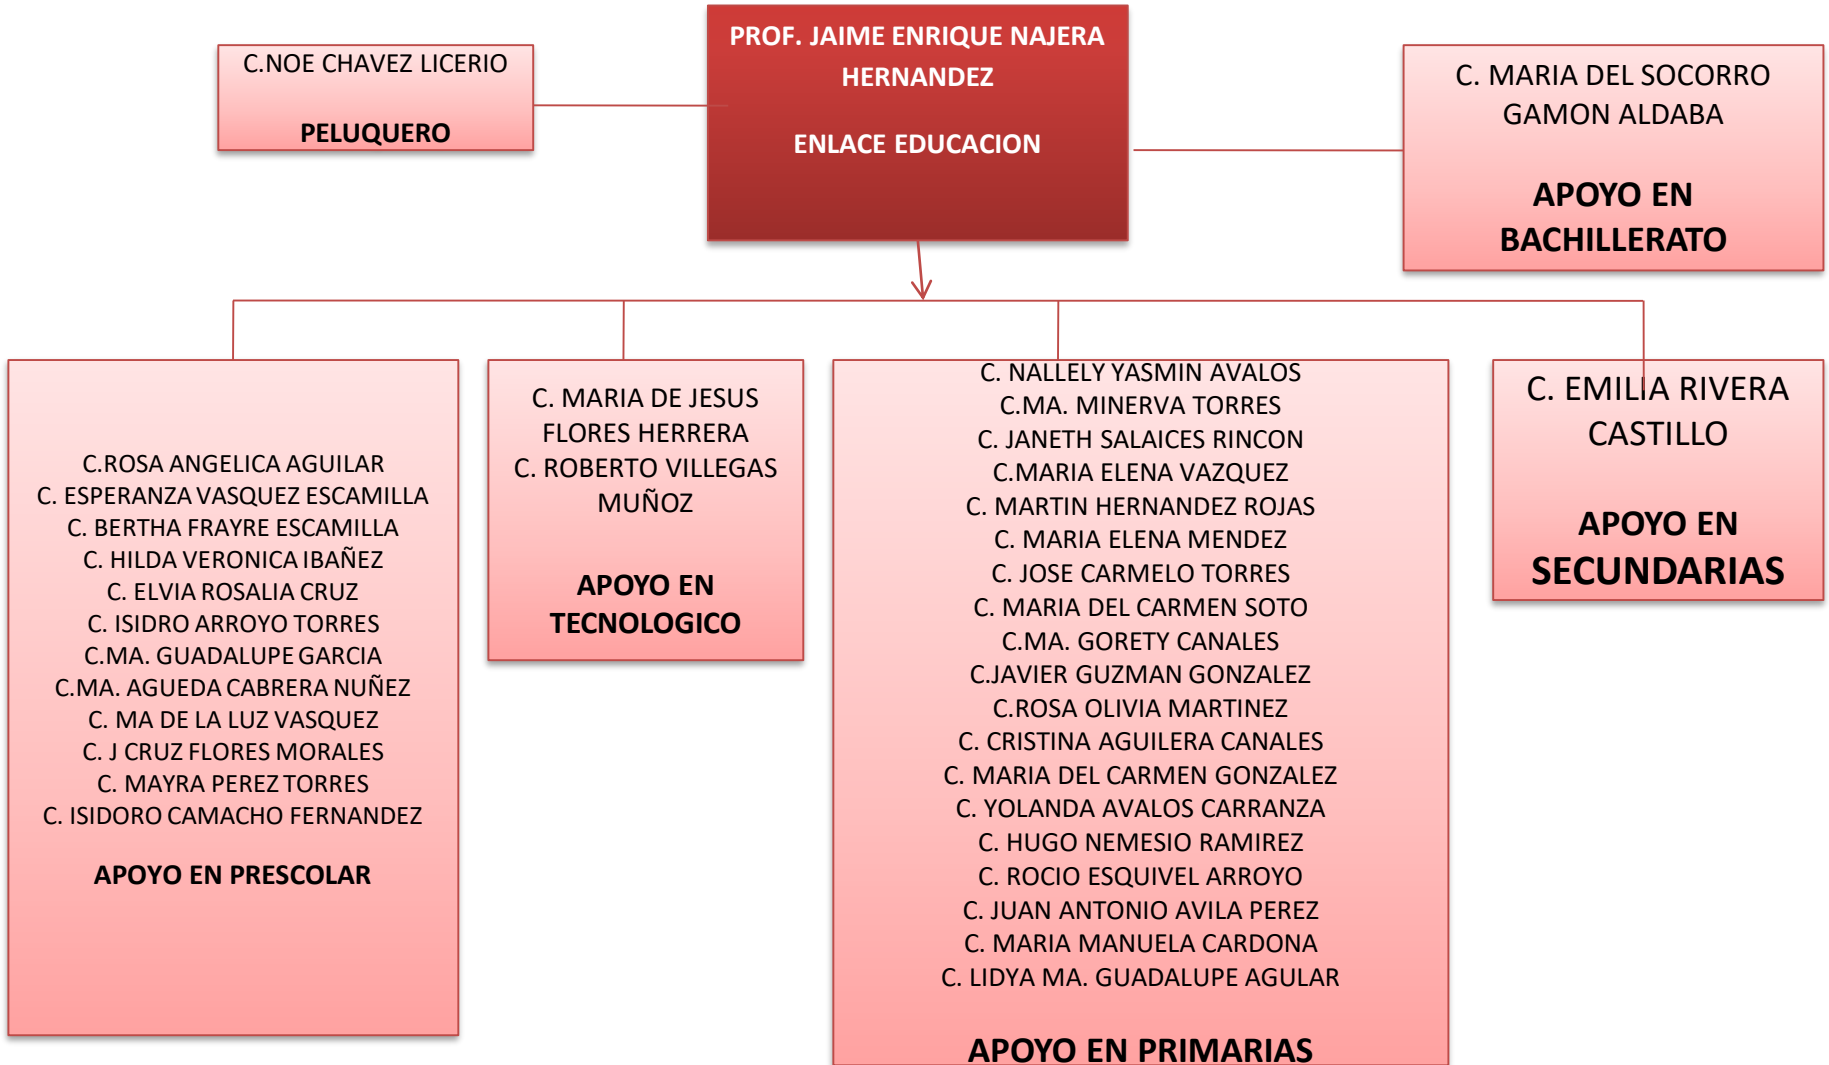 C.NOE CHAVEZ LICERIO
PELUQUERO
PROF. JAIME ENRIQUE NAJERA
HERNANDEZ
ENLACE EDUCACION
C. MARIA DEL SOCORRO
GAMON ALDABA
APOYO EN
BACHILLERATO
C.ROSA ANGELICA AGUILAR
C. ESPERANZA VASQUEZ ESCAMILLA
C. BERTHA FRAYRE ESCAMILLA
C. HILDA VERONICA IBAÑEZ
C. ELVIA ROSALIA CRUZ
C. ISIDRO ARROYO TORRES
C.MA. GUADALUPE GARCIA
C.MA. AGUEDA CABRERA NUÑEZ
C. MA DE LA LUZ VASQUEZ
C. J CRUZ FLORES MORALES
C. MAYRA PEREZ TORRES
C. ISIDORO CAMACHO FERNANDEZ
APOYO EN PRESCOLAR
C. MARIA DE JESUS
FLORES HERRERA
C. ROBERTO VILLEGAS
MUÑOZ
APOYO EN
TECNOLOGICO
C. NALLELY YASMIN AVALOS
C.MA. MINERVA TORRES
C. JANETH SALAICES RINCON
C.MARIA ELENA VAZQUEZ
C. MARTIN HERNANDEZ ROJAS
C. MARIA ELENA MENDEZ
C. JOSE CARMELO TORRES
C. MARIA DEL CARMEN SOTO
C.MA. GORETY CANALES
C.JAVIER GUZMAN GONZALEZ
C.ROSA OLIVIA MARTINEZ
C. CRISTINA AGUILERA CANALES
C. MARIA DEL CARMEN GONZALEZ
C. YOLANDA AVALOS CARRANZA
C. HUGO NEMESIO RAMIREZ
C. ROCIO ESQUIVEL ARROYO
C. JUAN ANTONIO AVILA PEREZ
C. MARIA MANUELA CARDONA
C. LIDYA MA. GUADALUPE AGULAR
APOYO EN PRIMARIAS
C. EMILIA RIVERA
CASTILLO
APOYO EN
SECUNDARIAS